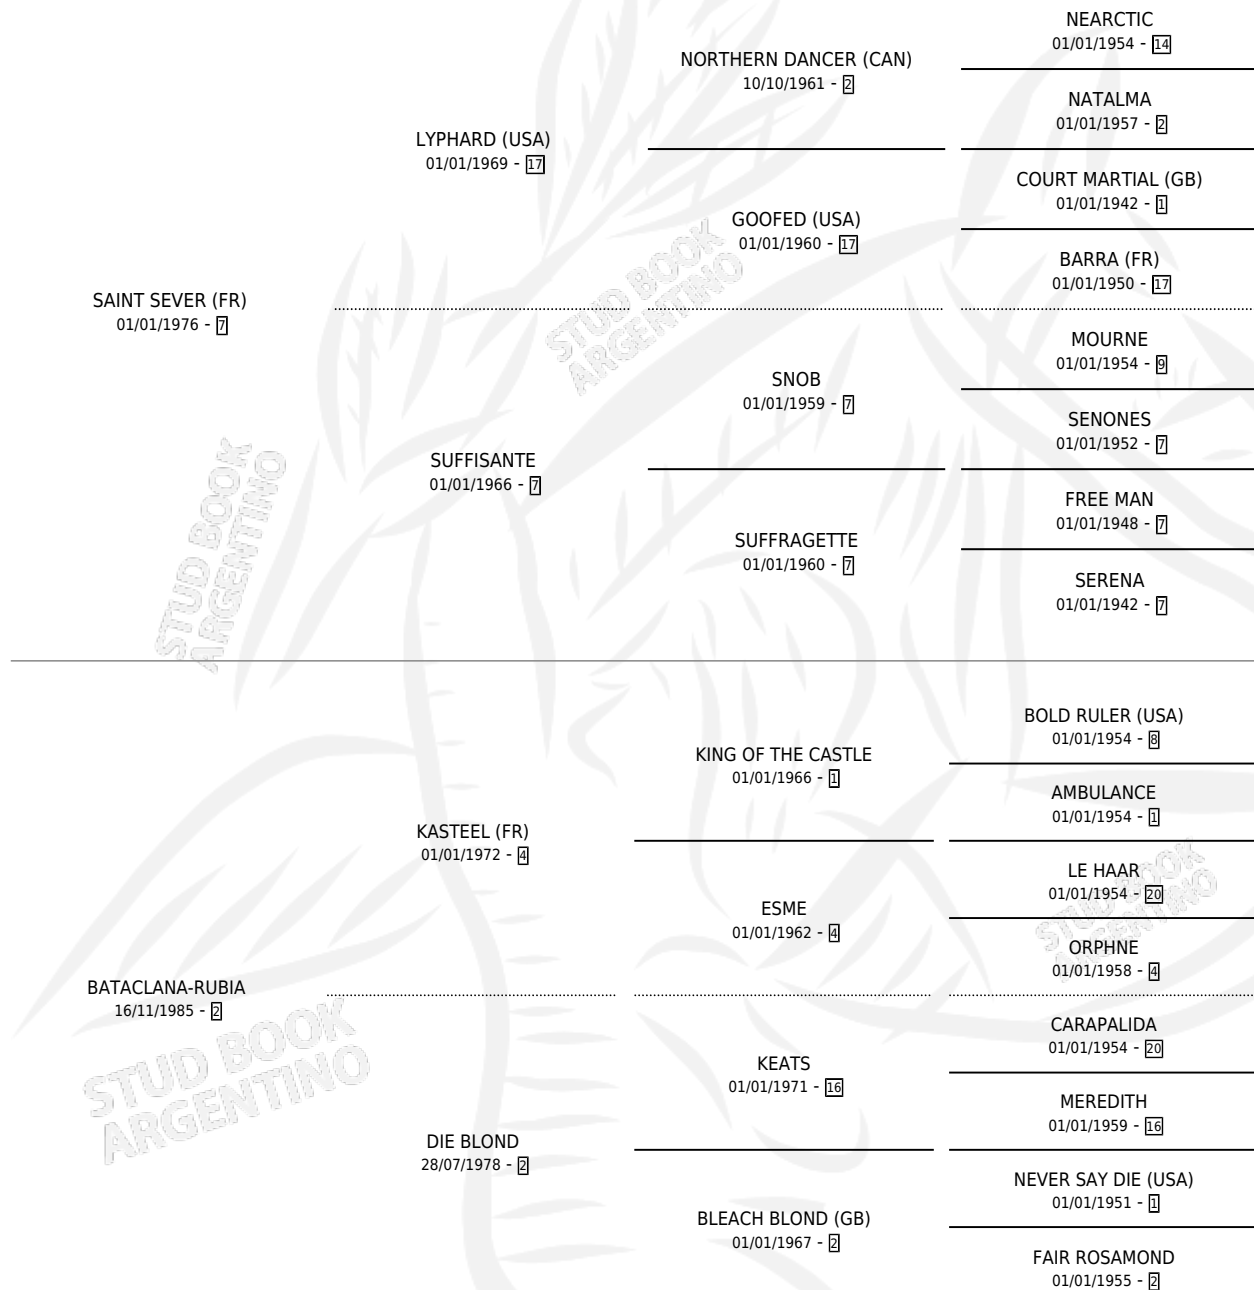 NEARCTIC
01/01/1954 - 14
NORTHERN DANCER (CAN)
10/10/1961 - 2
NATALMA
01/01/1957 - 2
LYPHARD (USA)
01/01/1969 - 17
COURT MARTIAL (GB)
01/01/1942 - 1
GOOFED (USA)
01/01/1960 - 17
BARRA (FR)
01/01/1950 - 17
SAINT SEVER (FR)
01/01/1976 - 7
STUD BOOK
ARGENTINO
MOURNE
01/01/1954 - 9
SNOB
01/01/1959 - 7
SENONES
01/01/1952 - 7
SUFFISANTE
01/01/1966 - 7
FREE MAN
01/01/1948 - 7
SUFFRAGETTE
01/01/1960 - 7
SERENA
01/01/1942 - 7
STUD BOOK
ARGENTINO
BOLD RULER (USA)
01/01/1954 - 8
KING OF THE CASTLE
01/01/1966 - 1
AMBULANCE
01/01/1954 - 1
KASTEEL (FR)
01/01/1972 - 4
LE HAAR
01/01/1954 - 20
ESME
01/01/1962 - 4
STUD BOOK
ARGENTINO
ORPHNE
01/01/1958 - 4
BATACLANA-RUBIA
16/11/1985 - 2
STUD BOOK
ARGENTINO
CARAPALIDA
01/01/1954 - 20
KEATS
01/01/1971 - 16
MEREDITH
01/01/1959 - 16
DIE BLOND
28/07/1978 - 2
NEVER SAY DIE (USA)
01/01/1951 - 1
BLEACH BLOND (GB)
01/01/1967 - 2
FAIR ROSAMOND
01/01/1955 - 2